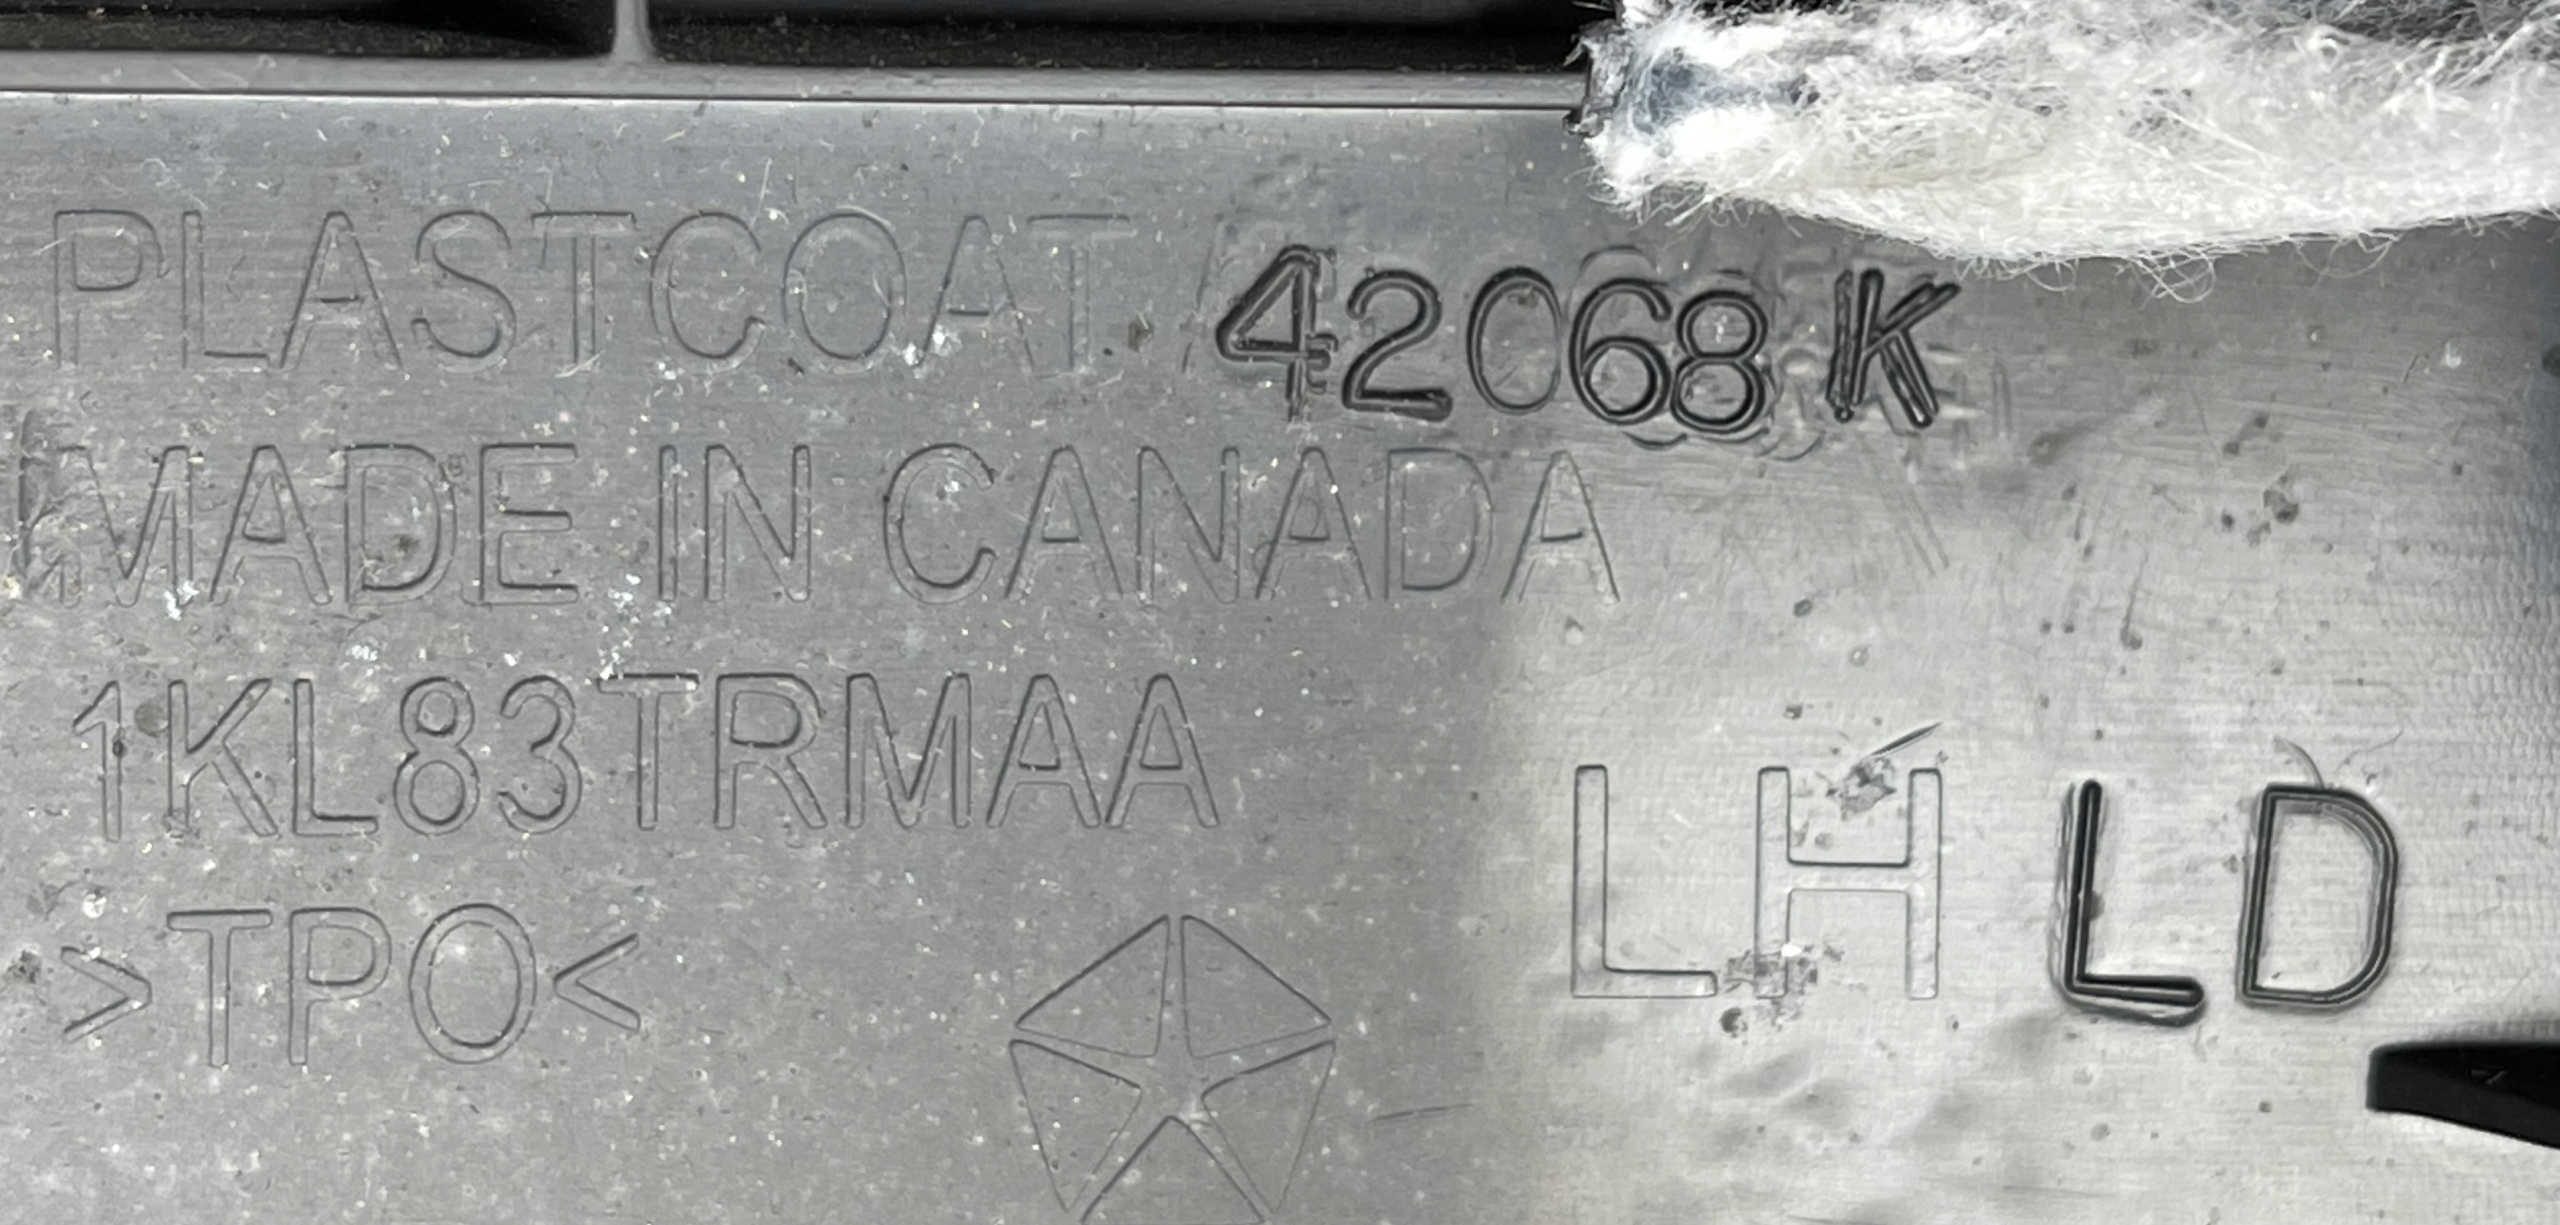 PLASTCOAT 42068 K
MADE IN CANADA
1KL83TRMAA
LH LD
>TPO<